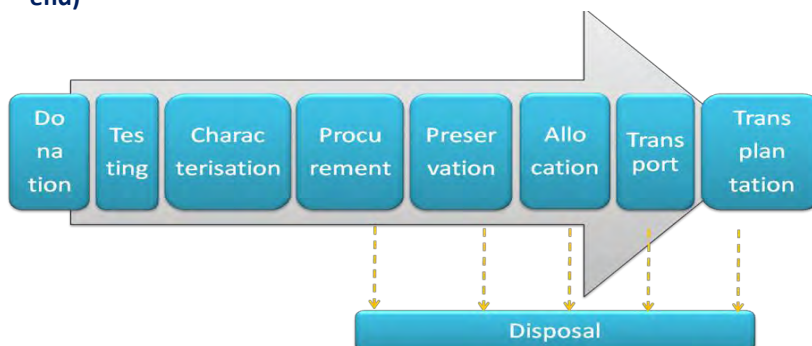 end)
Do
na
tion
Tes
ting
Charac
terisation
Procu
rement
Preser
vation
Allo
cation
Trans
port
Trans
plan
tation
Disposal